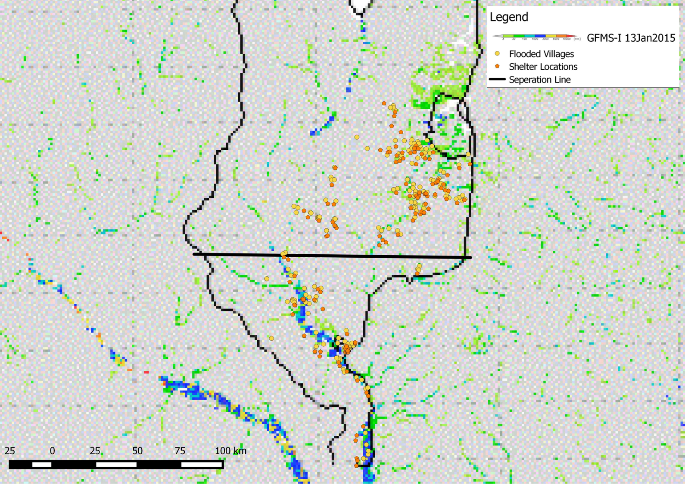 Legend
GFMS-I 13Jan2015
Flooded Villages
Shelter Locations
Seperation Line
25 0 25 50 75 100 km